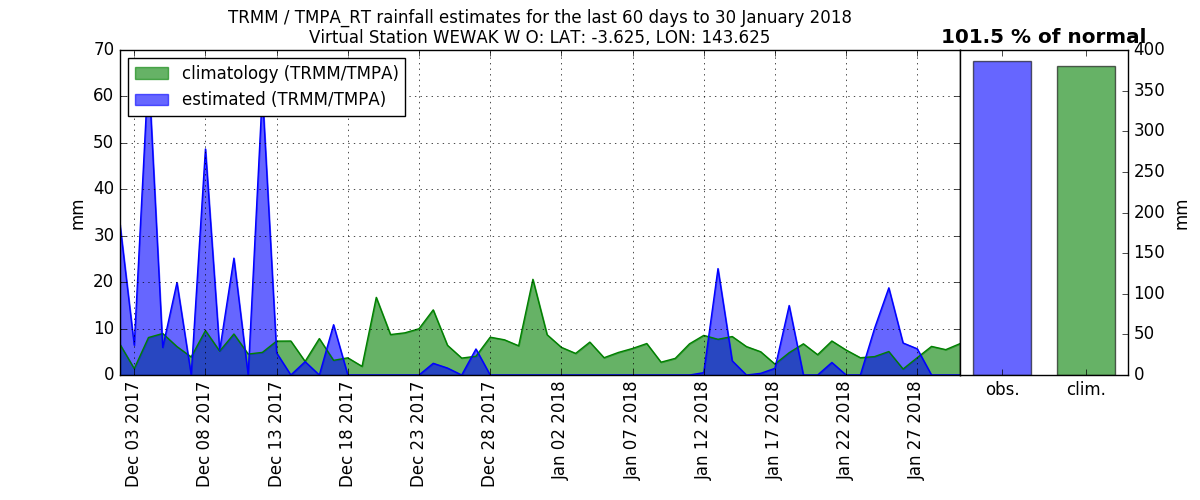 TRMM / TMPA_RT rainfall estimates for the last 60 days to 30 January 2018
Virtual Station WEWAK W O: LAT: -3.625, LON: 143.625
101.5 % of normal
climatology (TRMM/TMPA)
estimated (TRMM/TMPA)
70
60
50
40
30
20
10
0
mm
Dec 03 2017
Dec 08 2017
Dec 13 2017
Dec 18 2017
Dec 23 2017
Dec 28 2017
Jan 02 2018
Jan 07 2018
Jan 12 2018
Jan 17 2018
Jan 22 2018
Jan 27 2018
obs.
clim.
400
350
300
250
200
150
100
50
0
mm